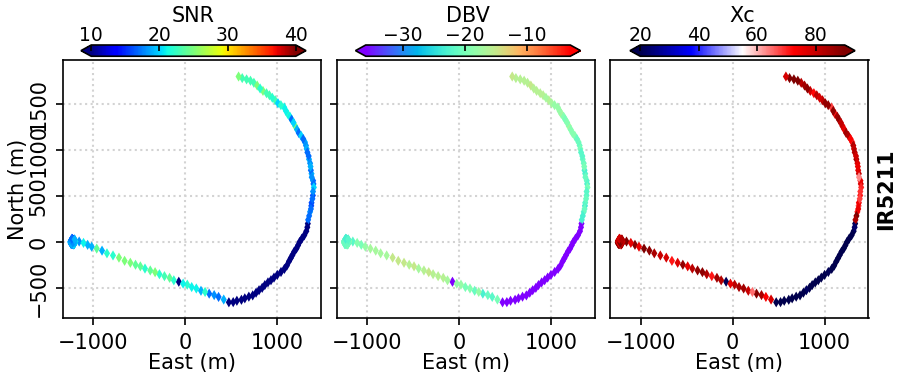 SNR DBV Xc
10 20 30 40 −30 −20 −10 20 40 60 80
North (m)
1500
1000
500
0
−500
−1000 0 1000 −1000 0 1000 −1000 0 1000
East (m) East (m) East (m)
IR5211